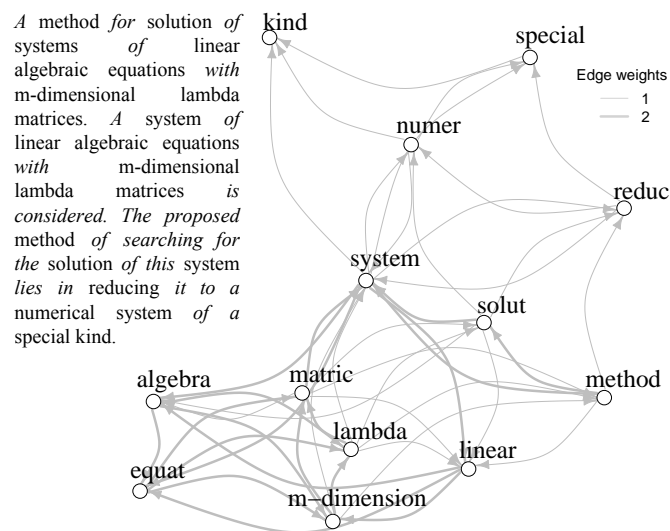 A method for solution of
systems of linear
algebraic equations with
m-dimensional lambda
matrices. A system of
linear algebraic equations
with m-dimensional
lambda matrices is
considered. The proposed
method of searching for
the solution of this system
lies in reducing it to a
numerical system of a
special kind.
kind
special
Edge weights
1
2
numer
reduc
system
solut
algebra
matric
method
lambda
linear
equat
m−dimension